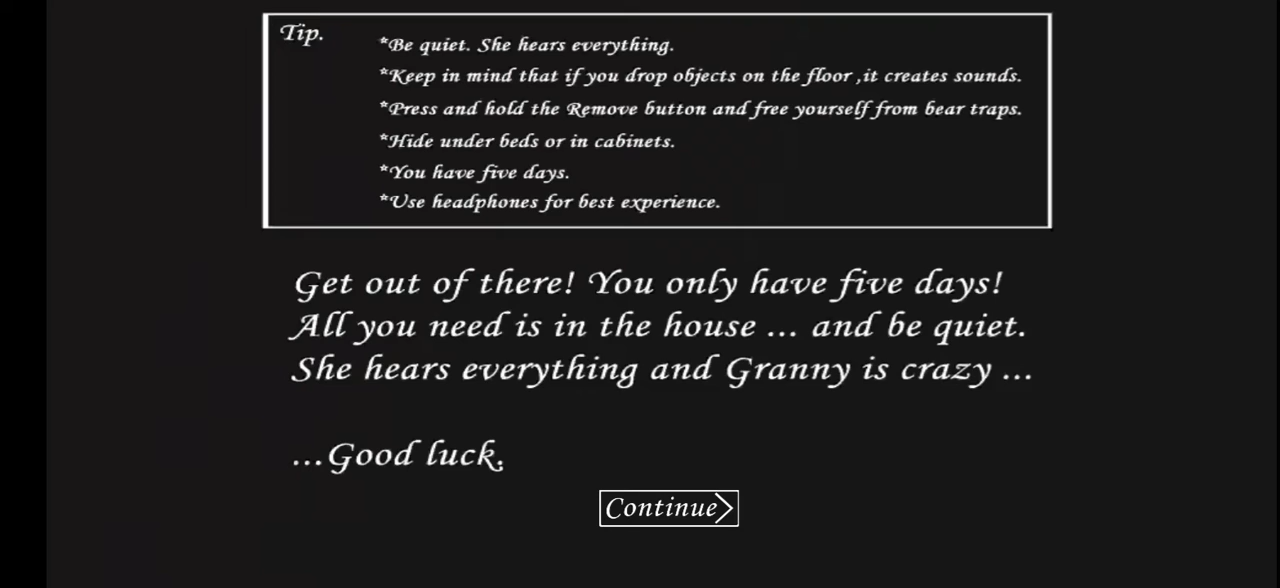 Tip.
*Be quiet. She hears everything.
*Keep in mind that if you drop objects on the floor ,it creates sounds.
*Press and hold the Remove button and free yourself from bear traps.
*Hide under beds or in cabinets.
*You have five days.
*Use headphones for best experience.
Get out of there! You only have five days!
All you need is in the house ... and be quiet.
She hears everything and Granny is crazy ...
...Good luck.
Continue>